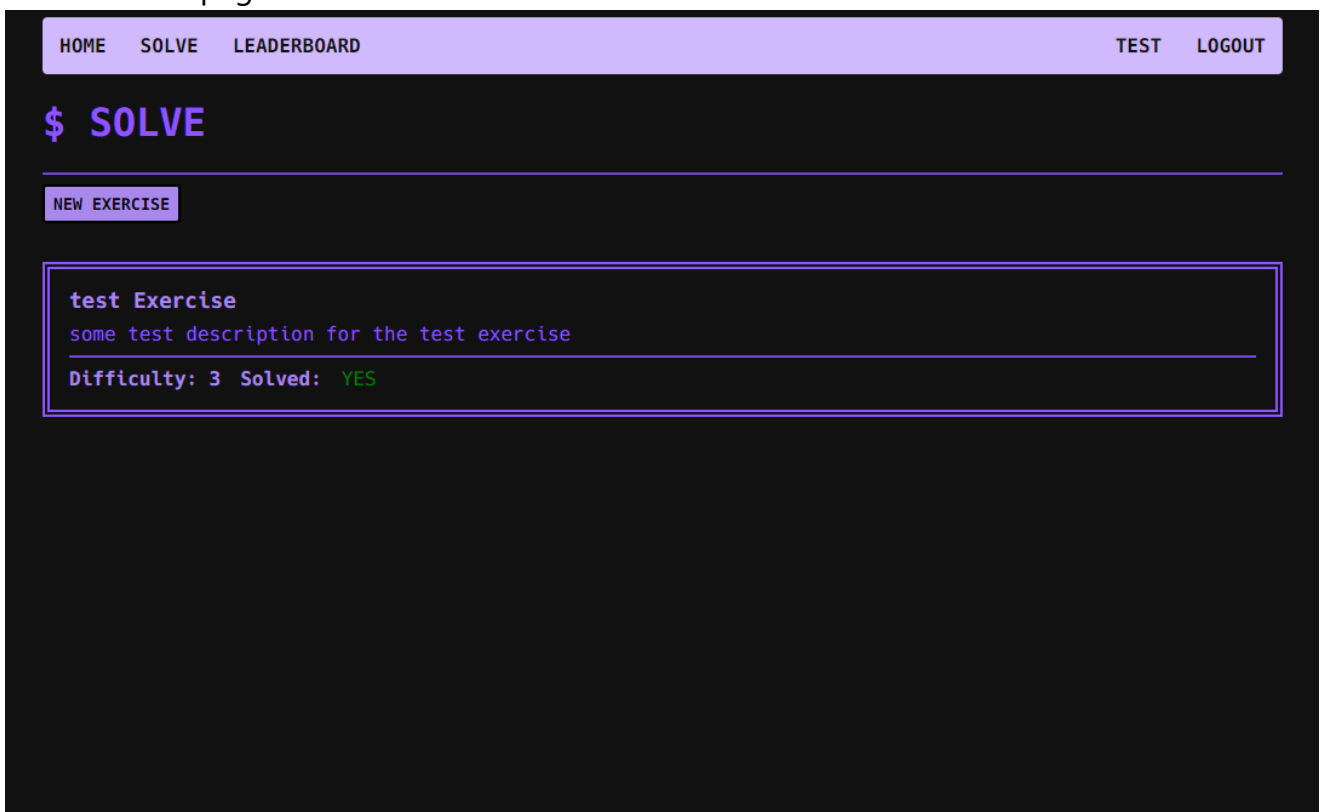 HOME SOLVE LEADERBOARD TEST LOGOUT
$ SOLVE
NEW EXERCISE
test Exercise
some test description for the test exercise
Difficulty: 3 Solved: YES